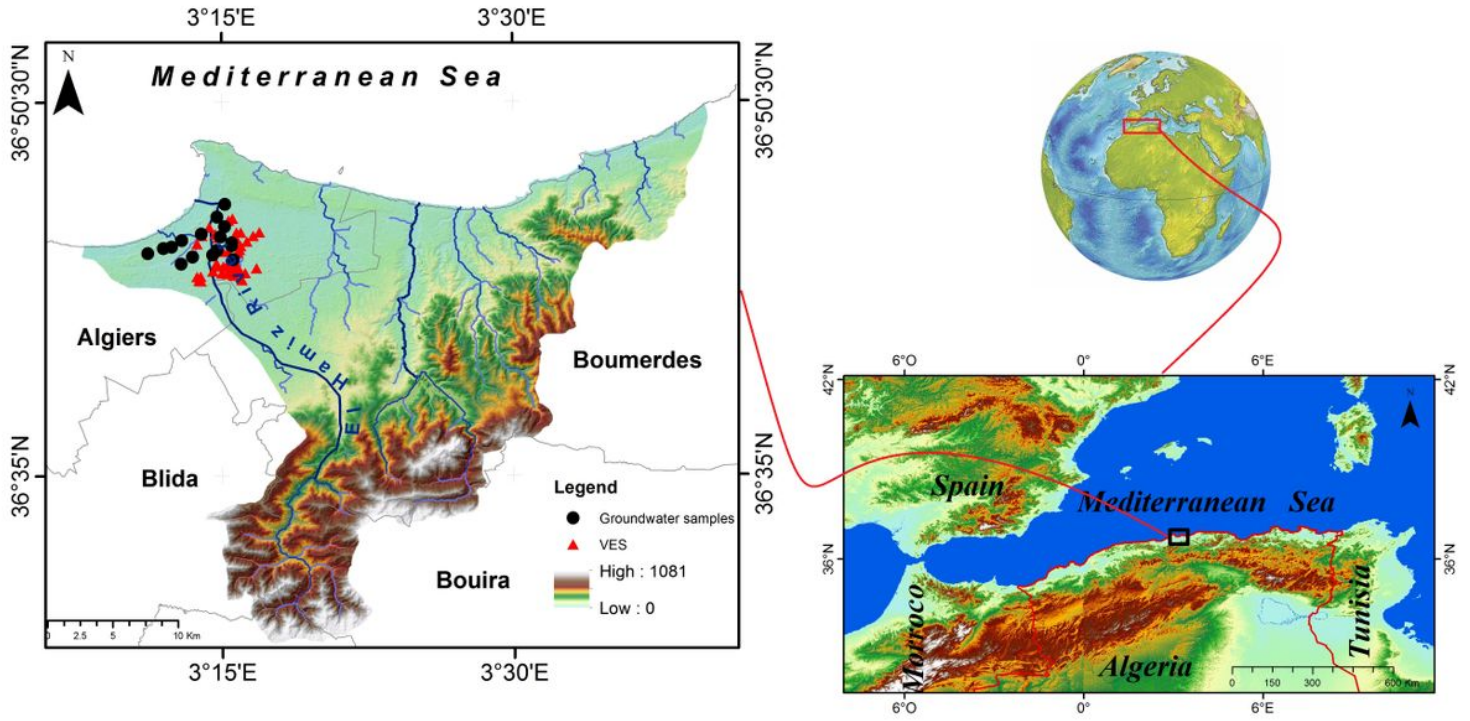 3°15'E
3°30'E
N
Mediterranean Sea
36°50'30"N
36°50'30"N
Algiers
Boumerdes
El Hamiz Riv
36°35'N
36°35'N
Blida
Bouira
Legend
Groundwater samples
VES
High : 1081
Low : 0
0 2.5 5 10 Km
3°15'E
3°30'E
6°O
0°
6°E
42°N
42°N
N
Spain
Mediterranean Sea
36°N
36°N
Morroco
Algeria
Tunisia
0 150 300 600 Km
6°O
0°
6°E